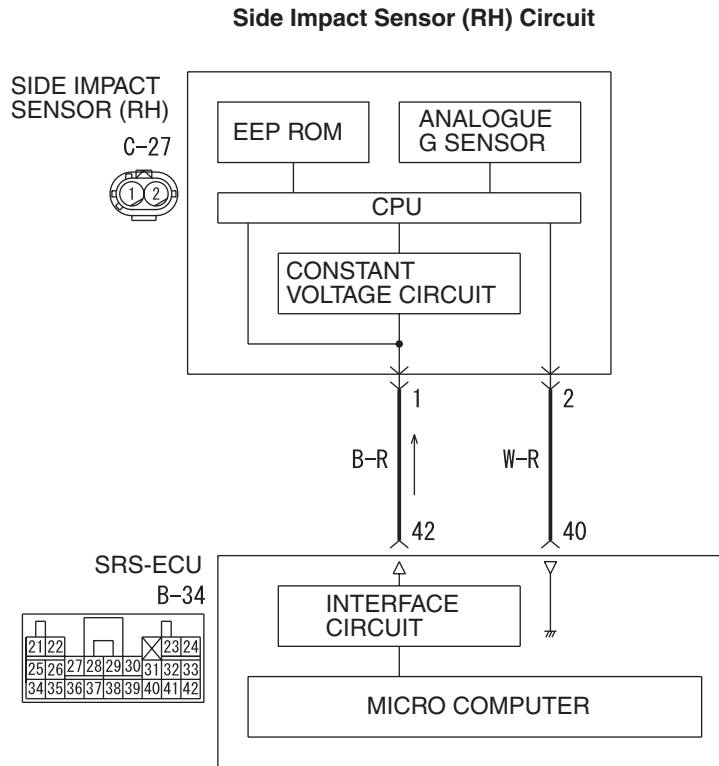 Side Impact Sensor (RH) Circuit
SIDE IMPACT
SENSOR (RH)
C-27
1 2
EEP ROM
ANALOGUE
G SENSOR
CPU
CONSTANT
VOLTAGE CIRCUIT
1
2
B-R
W-R
42
40
SRS-ECU
B-34
21 22 23 24
25 26 27 28 29 30 31 32 33
34 35 36 37 38 39 40 41 42
INTERFACE
CIRCUIT
MICRO COMPUTER